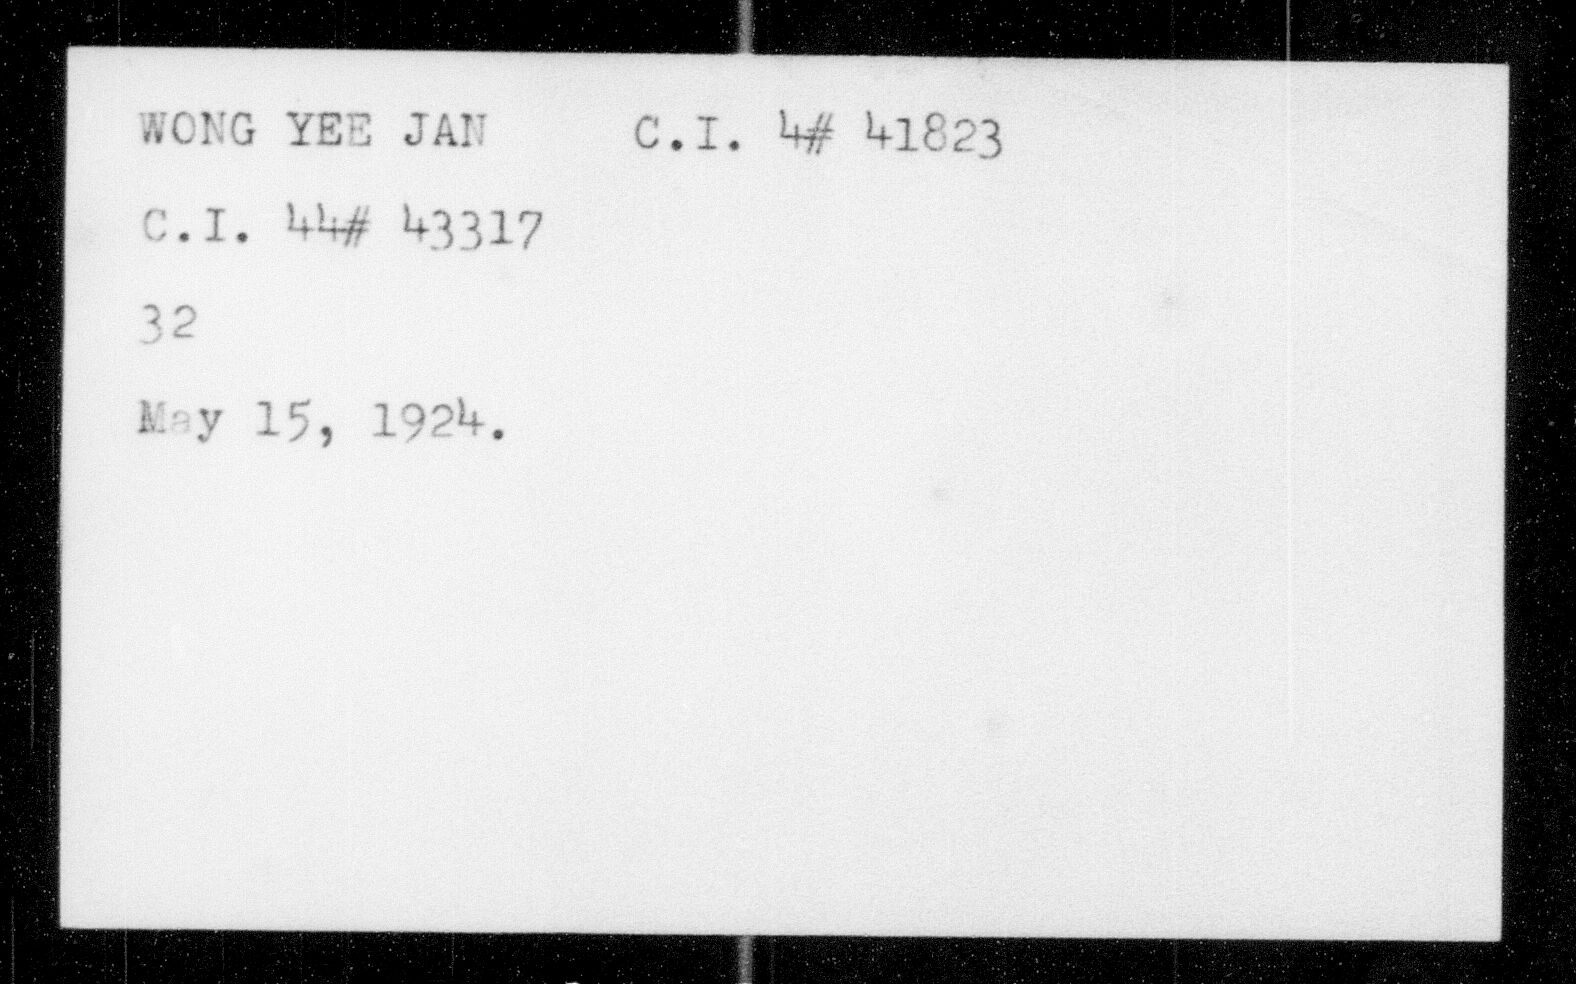 WONG YEE JAN C.I. 4# 41823
C.I. 44# 43317
32
May 15, 1924.